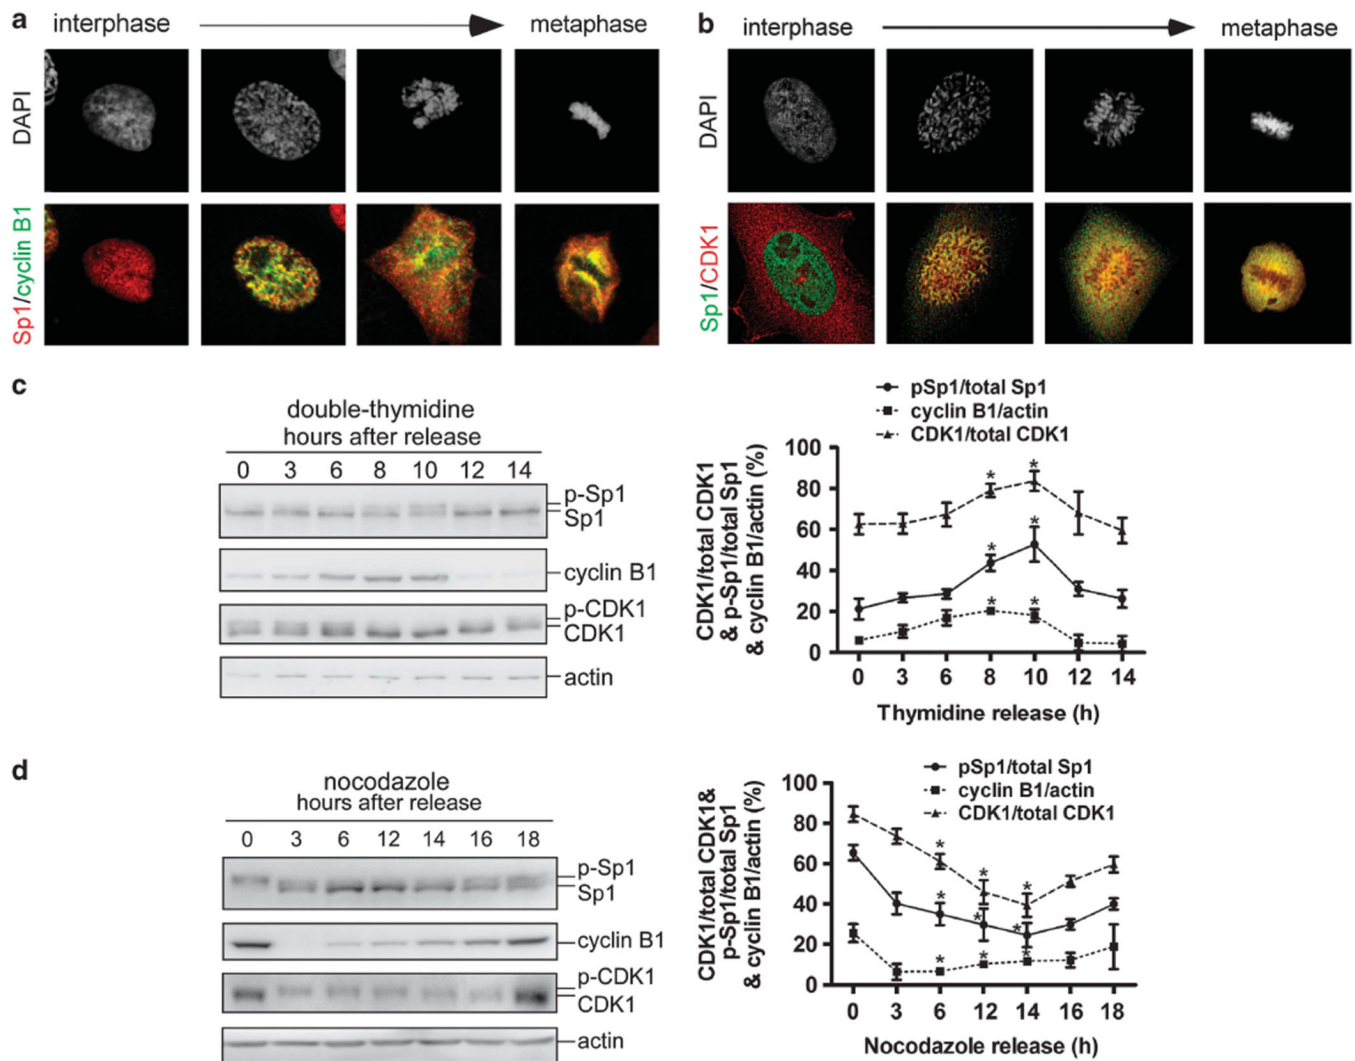 a
interphase
metaphase
DAPI
Sp1/cyclin B1
b
interphase
metaphase
DAPI
Sp1/CDK1
c
double-thymidine
hours after release
0 3 6 8 10 12 14
p-Sp1
Sp1
cyclin B1
p-CDK1
CDK1
actin
pSp1/total Sp1
cyclin B1/actin
CDK1/total CDK1
CDK1/total CDK1
& p-Sp1/total Sp1
& cyclin B1/actin (%)
100
80
60
40
20
0
* *
* *
* *
0 3 6 8 10 12 14
Thymidine release (h)
d
nocodazole
hours after release
0 3 6 12 14 16 18
p-Sp1
Sp1
cyclin B1
p-CDK1
CDK1
actin
pSp1/total Sp1
cyclin B1/actin
CDK1/total CDK1
CDK1/total CDK1&
p-Sp1/total Sp1
& cyclin B1/actin (%)
100
80
60
40
20
0
* * *
* * *
* * *
0 3 6 12 14 16 18
Nocodazole release (h)